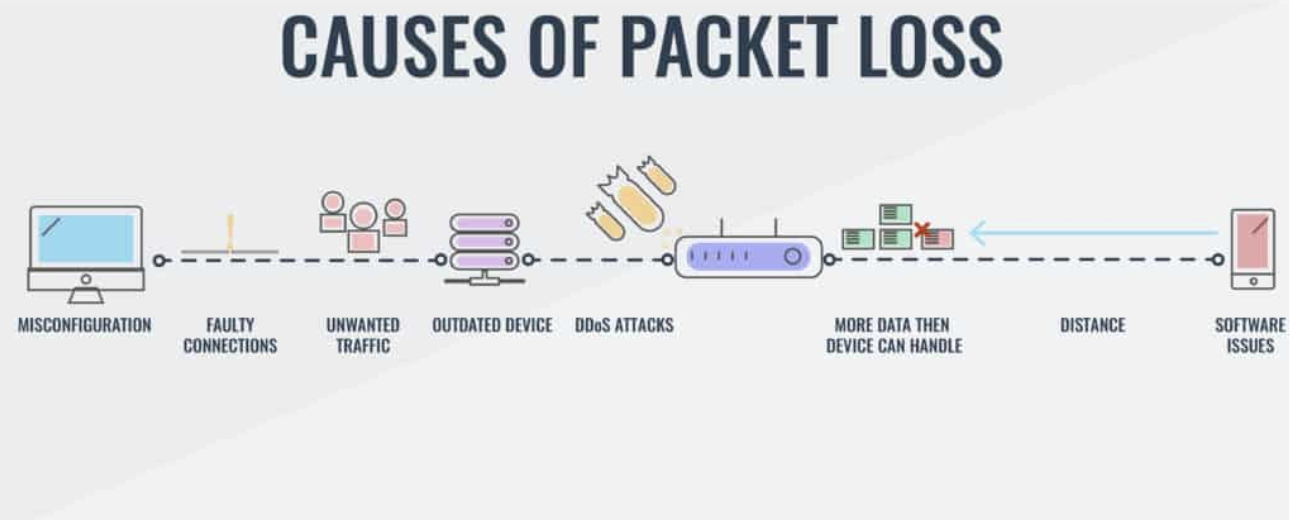 CAUSES OF PACKET LOSS
MISCONFIGURATION
FAULTY
CONNECTIONS
UNWANTED
TRAFFIC
OUTDATED DEVICE
DDoS ATTACKS
MORE DATA THEN
DEVICE CAN HANDLE
DISTANCE
SOFTWARE
ISSUES